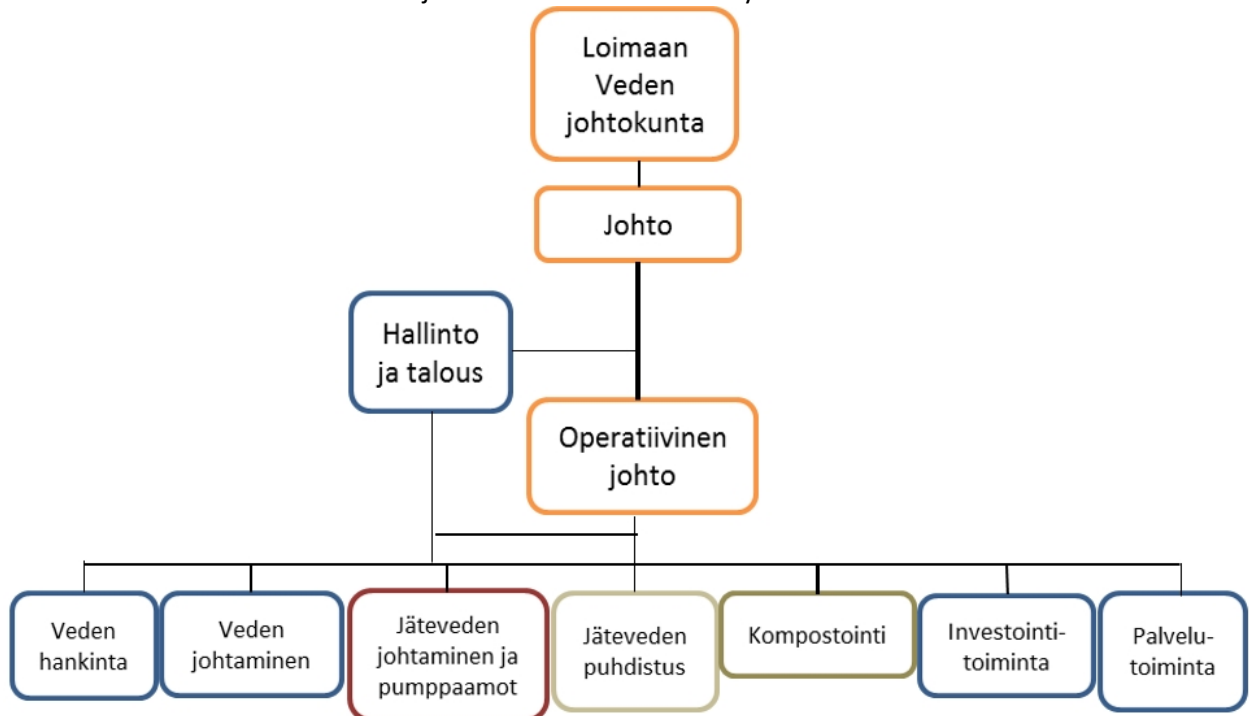 Loimaan
Veden
johtokunta
Johto
Hallinto
ja talous
Operatiivinen
johto
Veden
hankinta
Veden
johtaminen
Jäteveden
johtaminen ja
pumppaamot
Jäteveden
puhdistus
Kompostointi
Investointi-
toiminta
Palvelu-
toiminta